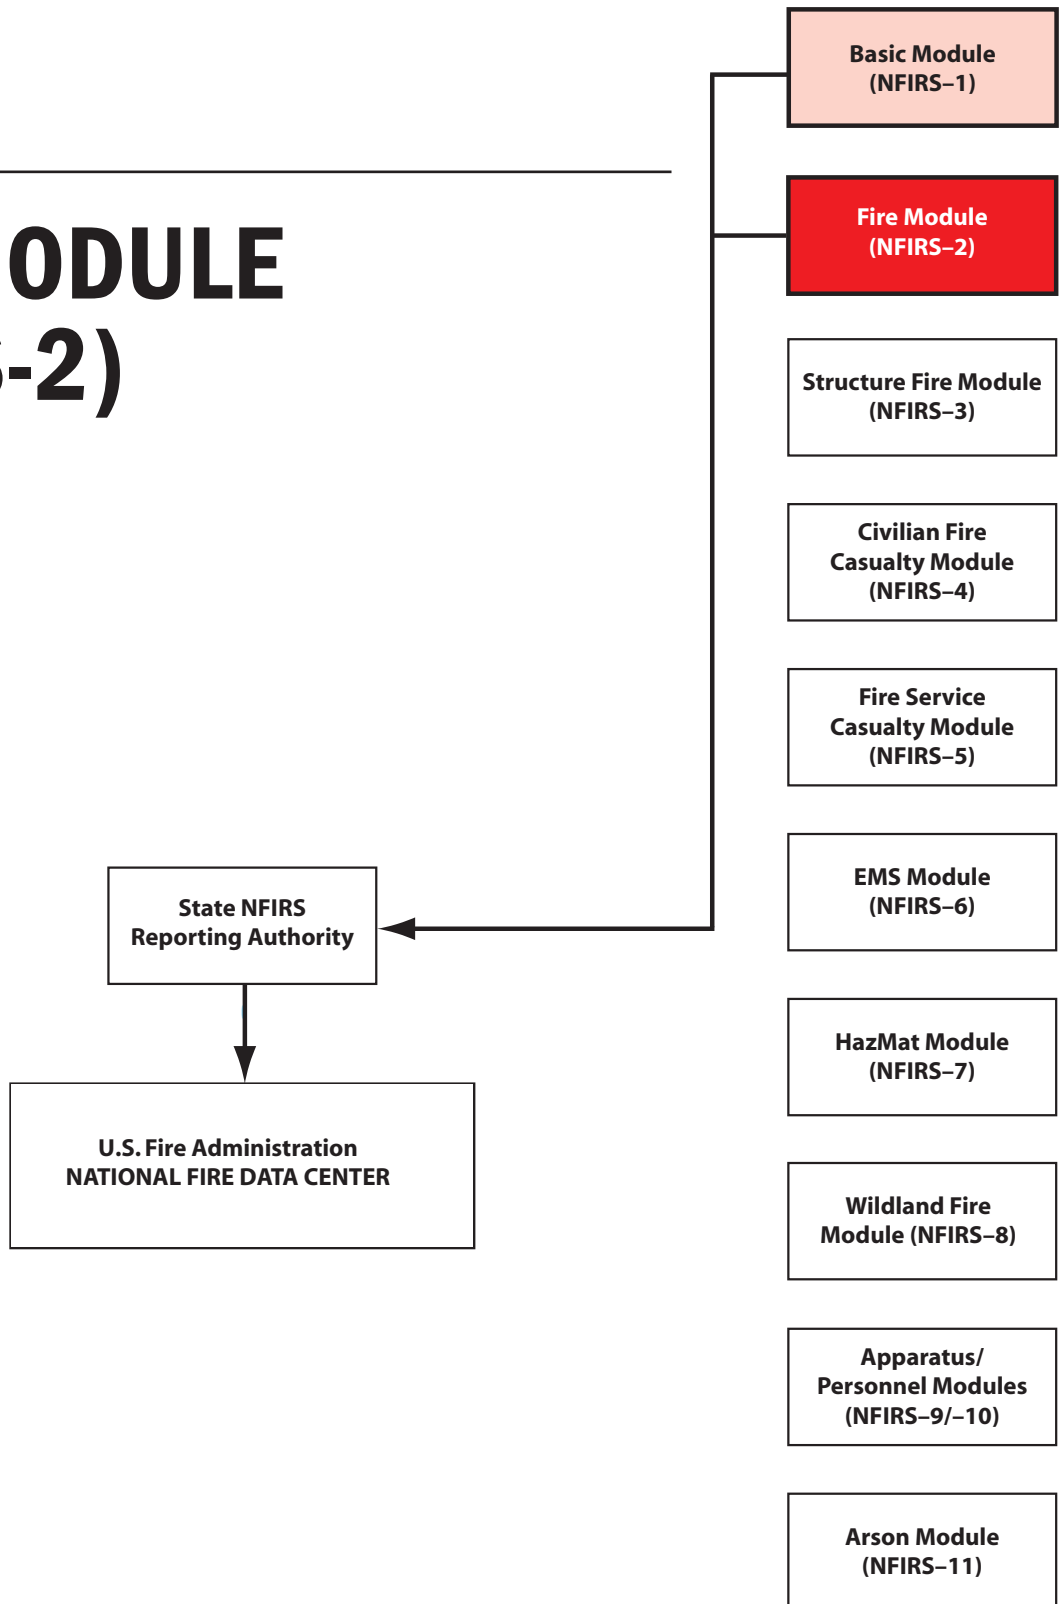 ODULE
-2)
Basic Module
(NFIRS–1)
Fire Module
(NFIRS–2)
Structure Fire Module
(NFIRS–3)
Civilian Fire
Casualty Module
(NFIRS–4)
Fire Service
Casualty Module
(NFIRS–5)
EMS Module
(NFIRS–6)
HazMat Module
(NFIRS–7)
Wildland Fire
Module (NFIRS–8)
Apparatus/
Personnel Modules
(NFIRS–9/–10)
Arson Module
(NFIRS–11)
State NFIRS
Reporting Authority
U.S. Fire Administration
NATIONAL FIRE DATA CENTER